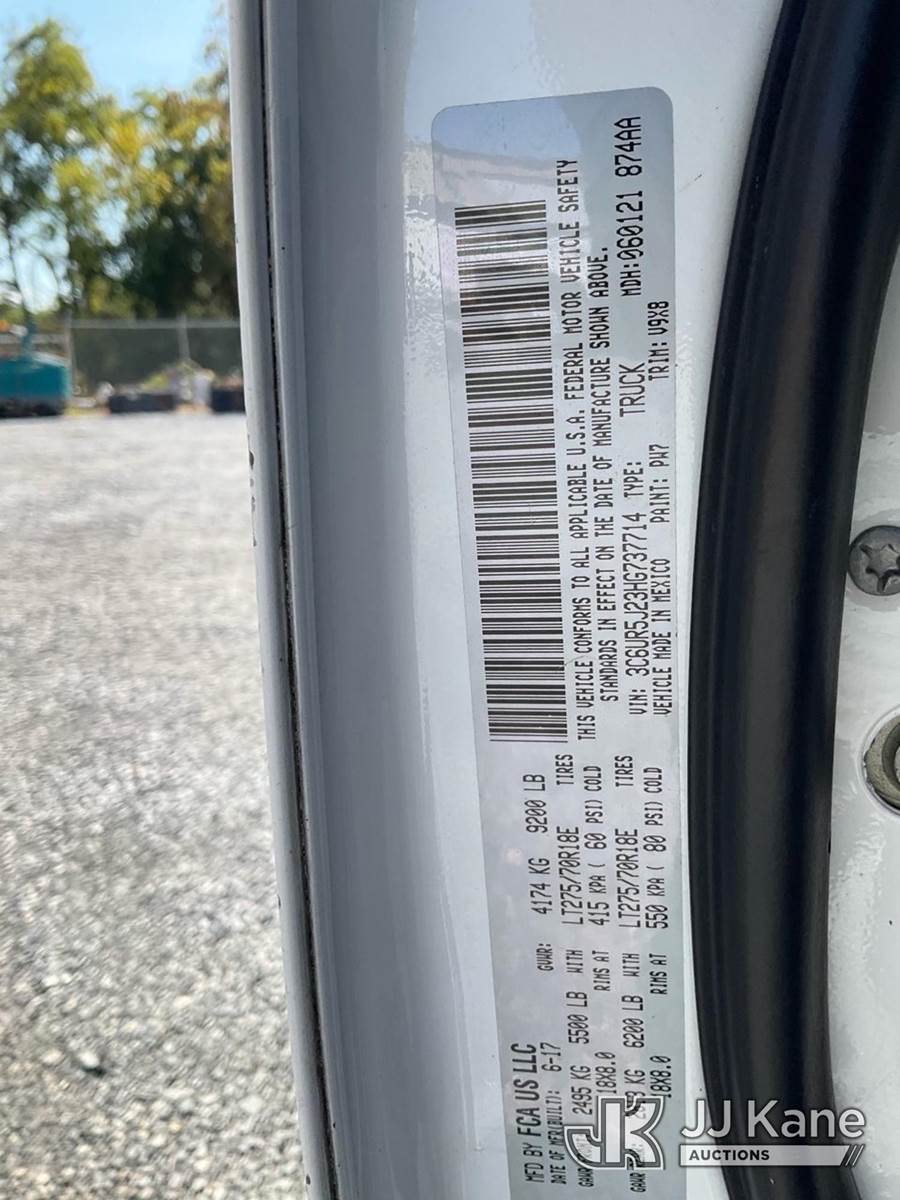 MFD BY FCA US LLC
DATE OF MFR(BUILT): 6-17 GVWR: 4174 KG 9200 LB
2495 KG 5500 LB WITH LT275/70R18E TIRES
18X8.0 RIMS AT 415 KPA ( 60 PSI) COLD
KG 6200 LB WITH LT275/70R18E TIRES
18X8.0 RIMS AT 550 KPA ( 80 PSI) COLD
THIS VEHICLE CONFORMS TO ALL APPLICABLE U.S.A. FEDERAL MOTOR VEHICLE SAFETY
STANDARDS IN EFFECT ON THE DATE OF MANUFACTURE SHOWN ABOVE.
VIN: 3C6UR5J23HG737714 TYPE: TRUCK MDH:060121 874AA
VEHICLE MADE IN MEXICO PAINT: PW7 TRIM: V9X8
JK JJ Kane
AUCTIONS